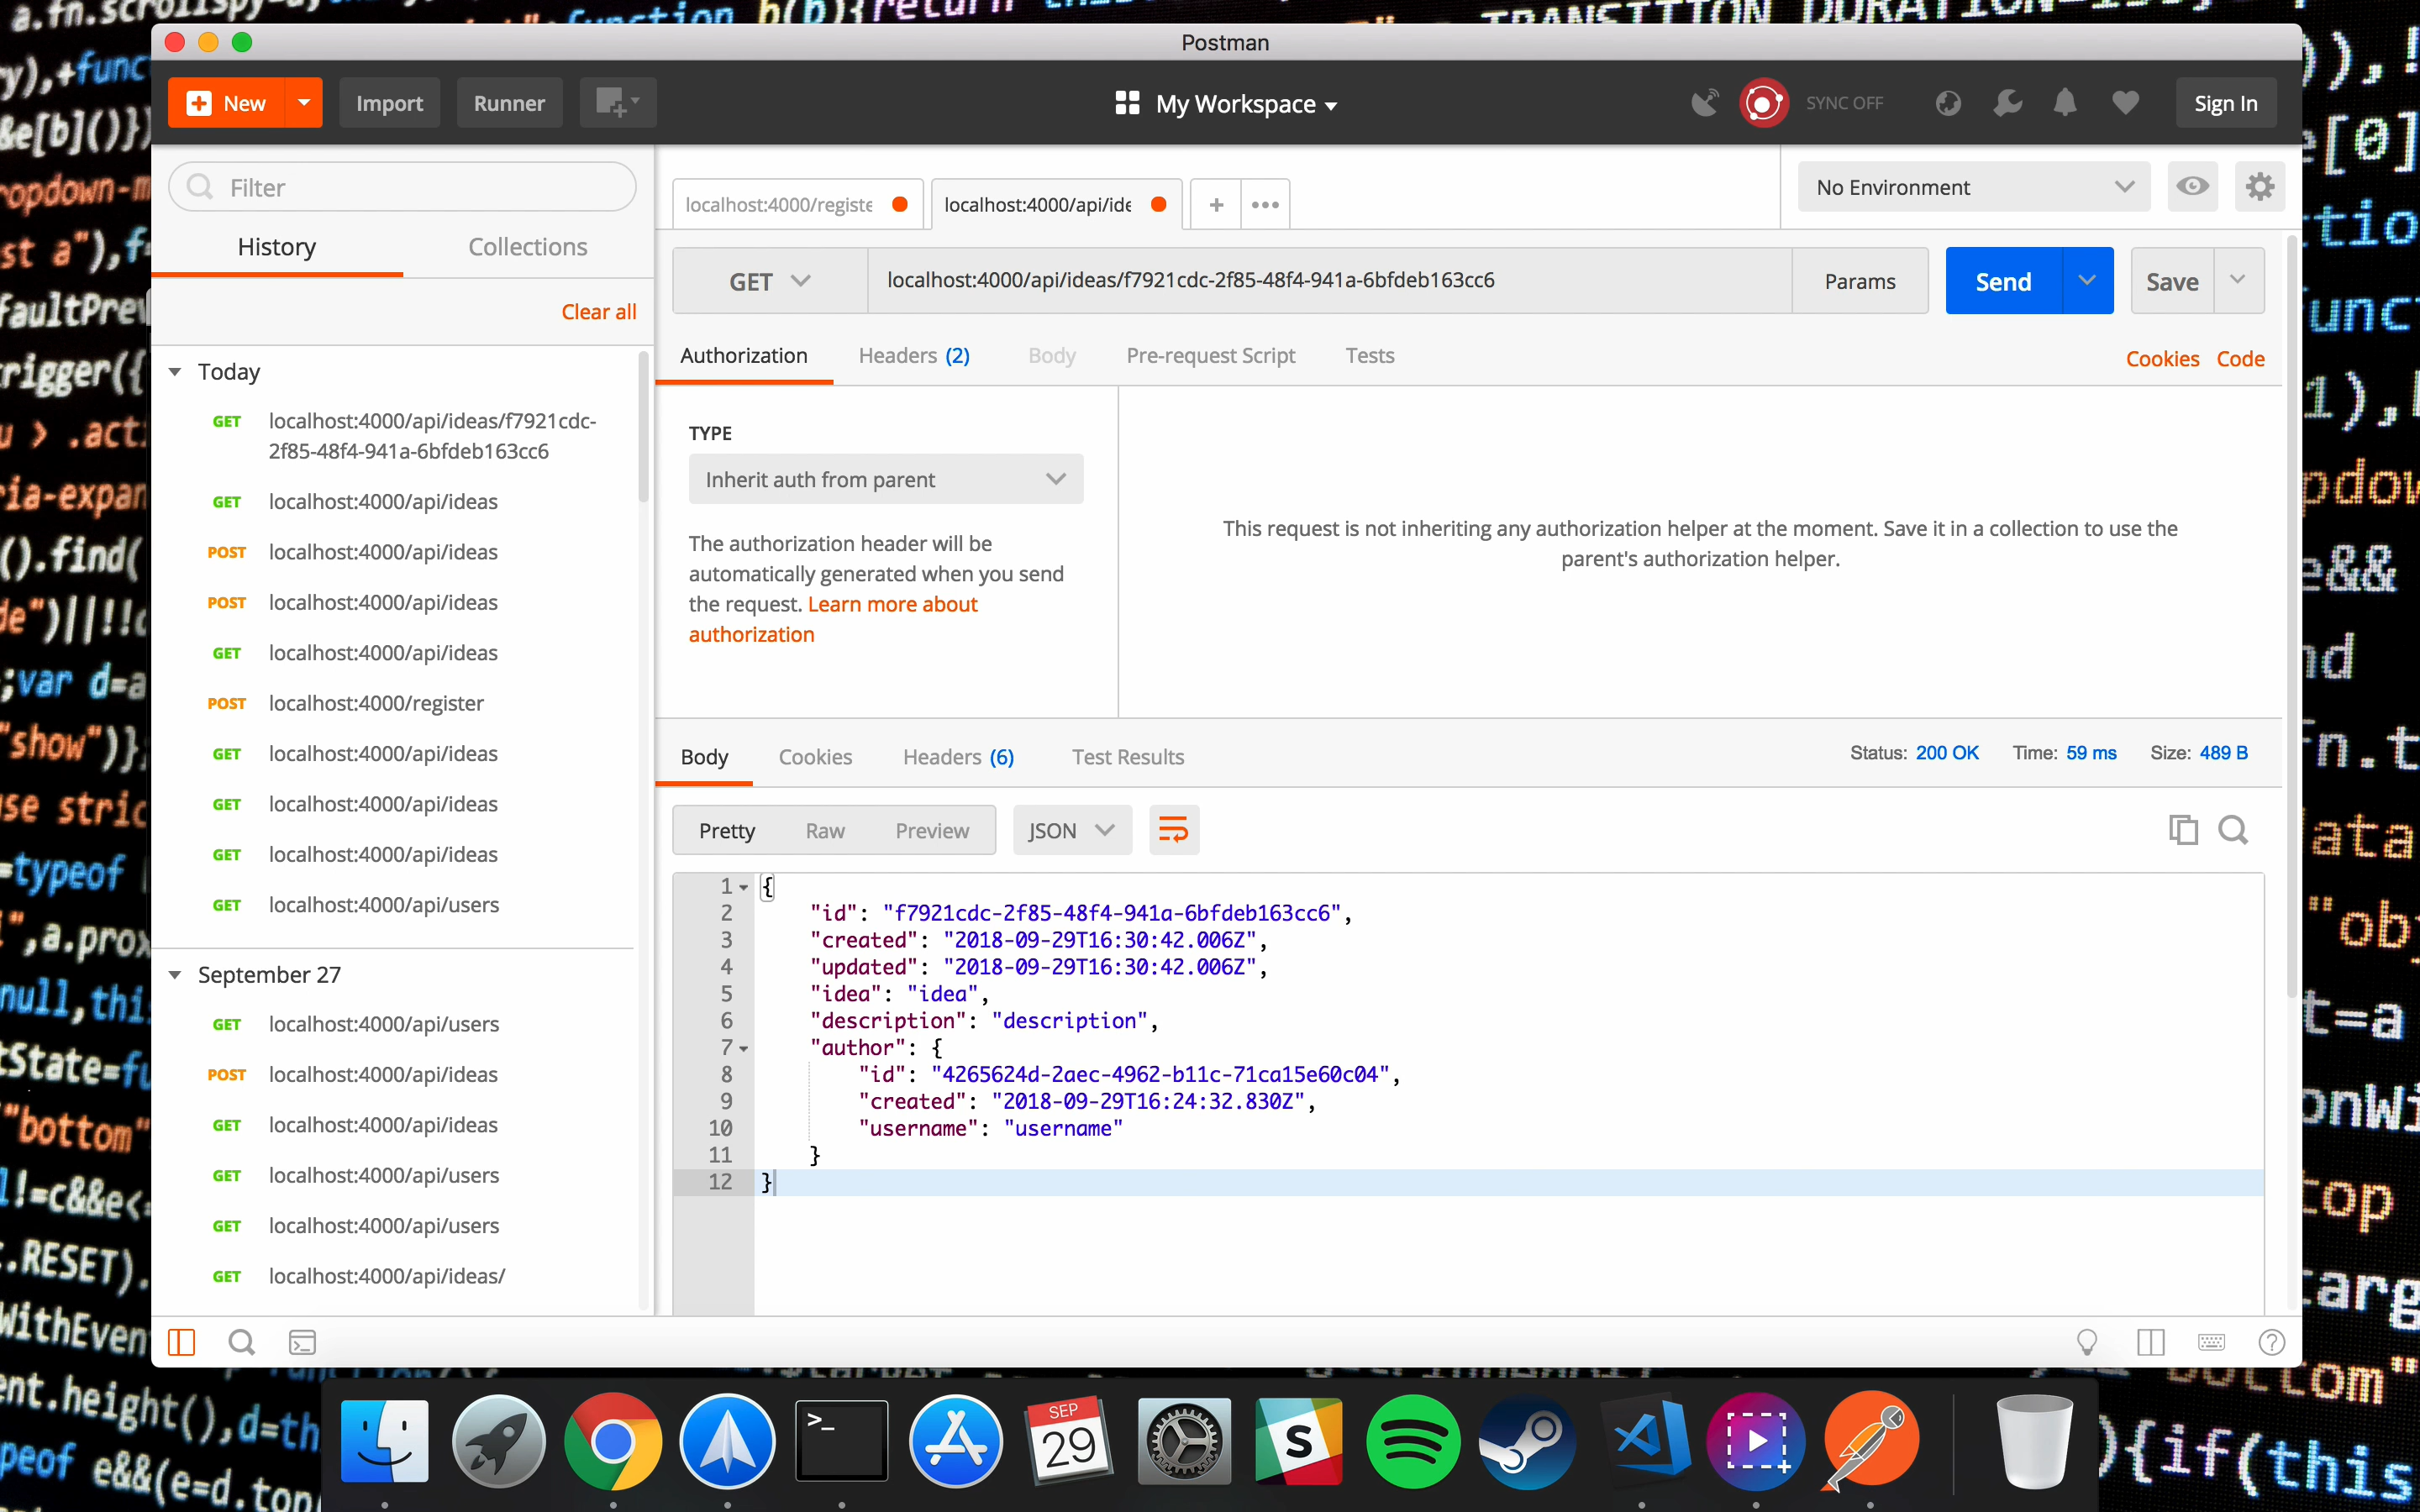 Postman
New
Import
Runner
My Workspace
SYNC OFF
Sign In
Filter
History
Collections
Clear all
Today
GET localhost:4000/api/ideas/f7921cdc-
2f85-48f4-941a-6bfdeb163cc6
GET localhost:4000/api/ideas
POST localhost:4000/api/ideas
POST localhost:4000/api/ideas
GET localhost:4000/api/ideas
POST localhost:4000/register
GET localhost:4000/api/ideas
GET localhost:4000/api/ideas
GET localhost:4000/api/ideas
GET localhost:4000/api/users
September 27
GET localhost:4000/api/users
POST localhost:4000/api/ideas
GET localhost:4000/api/ideas
GET localhost:4000/api/users
GET localhost:4000/api/users
GET localhost:4000/api/ideas/
localhost:4000/registe
localhost:4000/api/ide
+
•••
No Environment
GET
localhost:4000/api/ideas/f7921cdc-2f85-48f4-941a-6bfdeb163cc6
Params
Send
Save
Authorization
Headers (2)
Body
Pre-request Script
Tests
Cookies
Code
TYPE
Inherit auth from parent
The authorization header will be
automatically generated when you send
the request. Learn more about
authorization
This request is not inheriting any authorization helper at the moment. Save it in a collection to use the
parent's authorization helper.
Body
Cookies
Headers (6)
Test Results
Status: 200 OK
Time: 59 ms
Size: 489 B
Pretty
Raw
Preview
JSON
1 {
2 "id": "f7921cdc-2f85-48f4-941a-6bfdeb163cc6",
3 "created": "2018-09-29T16:30:42.006Z",
4 "updated": "2018-09-29T16:30:42.006Z",
5 "idea": "idea",
6 "description": "description",
7 "author": {
8 "id": "4265624d-2aec-4962-b11c-71ca15e60c04",
9 "created": "2018-09-29T16:24:32.830Z",
10 "username": "username"
11 }
12 }
SEP
29
S